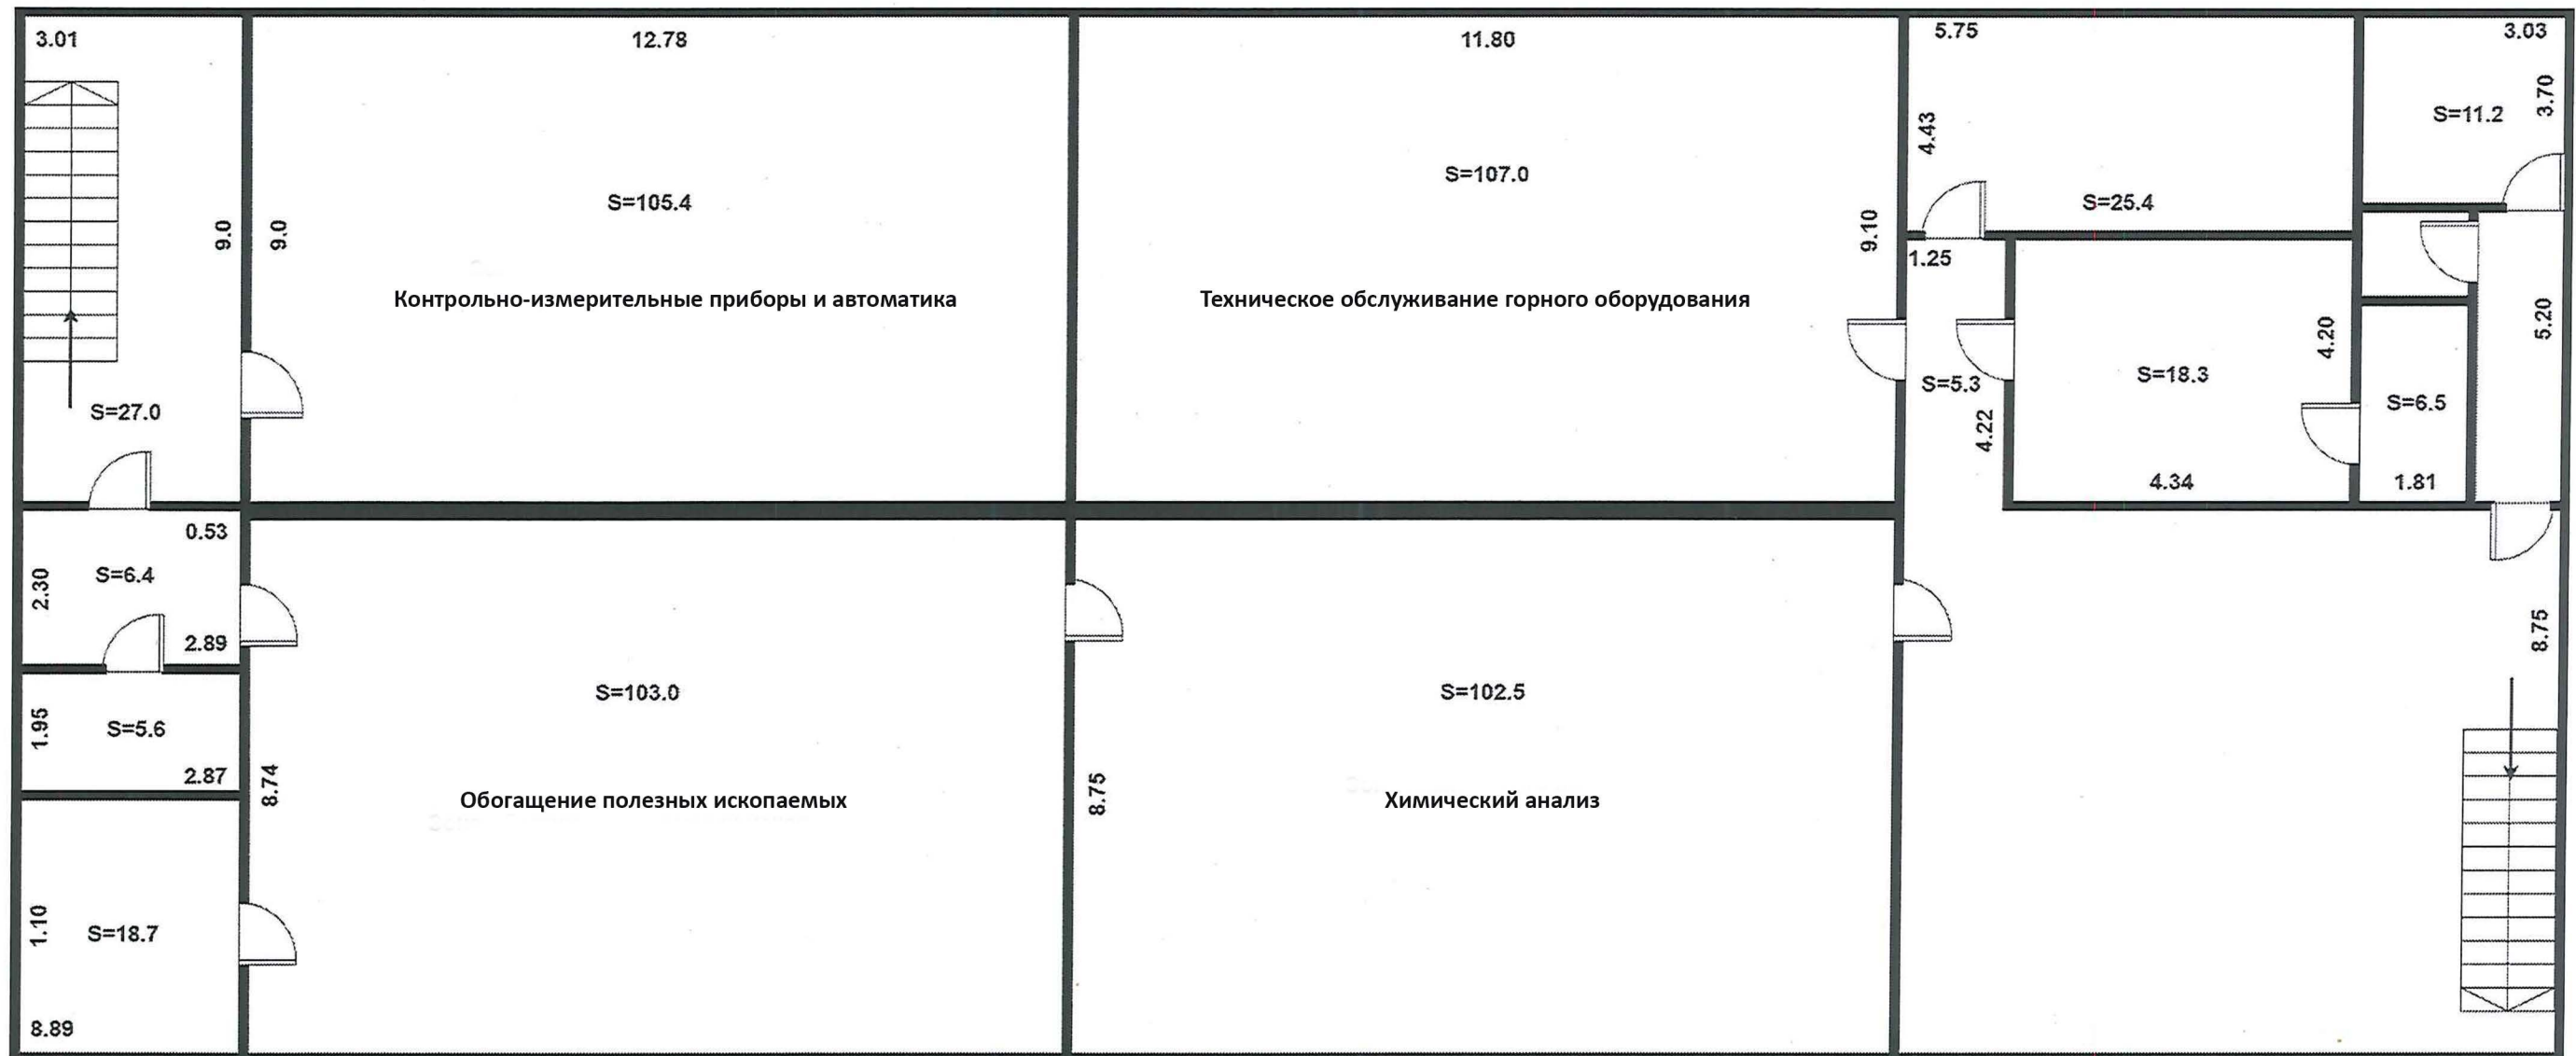 3.01
12.78
11.80
5.75
3.03
3.70
S=11.2
4.43
S=107.0
S=105.4
S=25.4
9.0
9.0
9.10
1.25
Контрольно-измерительные приборы и автоматика
Техническое обслуживание горного оборудования
5.20
4.20
S=18.3
S=5.3
S=6.5
S=27.0
4.22
4.34
1.81
0.53
S=6.4
2.30
2.89
8.75
S=103.0
S=102.5
1.95
S=5.6
2.87
8.74
8.75
Обогащение полезных ископаемых
Химический анализ
1.10
S=18.7
8.89